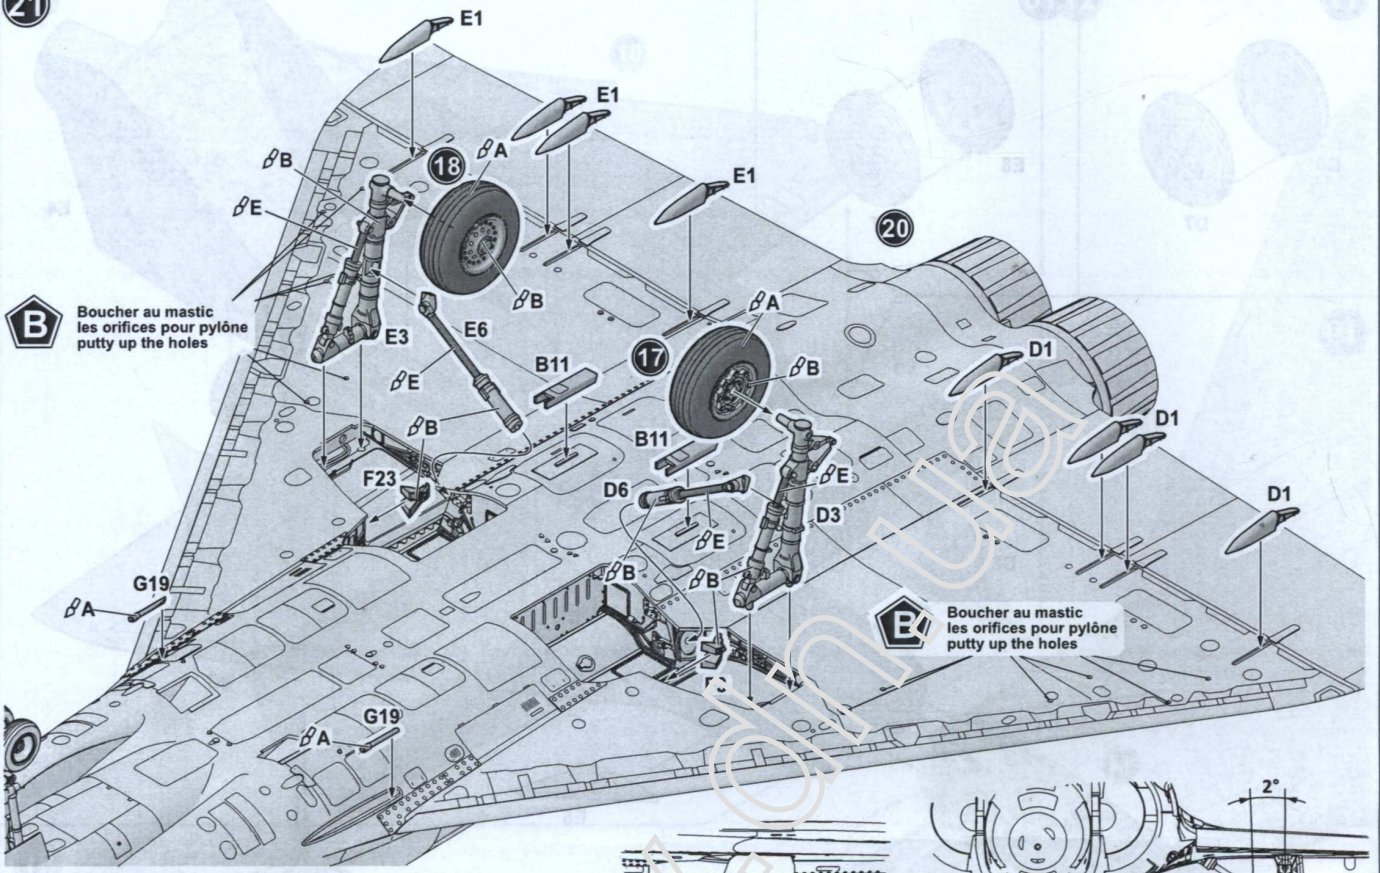 21
E1
E1
E1
18
A
B
E
B
20
B
Boucher au mastic
les orifices pour pylône
putty up the holes
E3
E6
E
B
B11
17
A
B
D1
D1
D1
B11
F23
D6
E
D3
E
B
B
B
Boucher au mastic
les orifices pour pylône
putty up the holes
G19
A
G19
A
2°
dn.ua